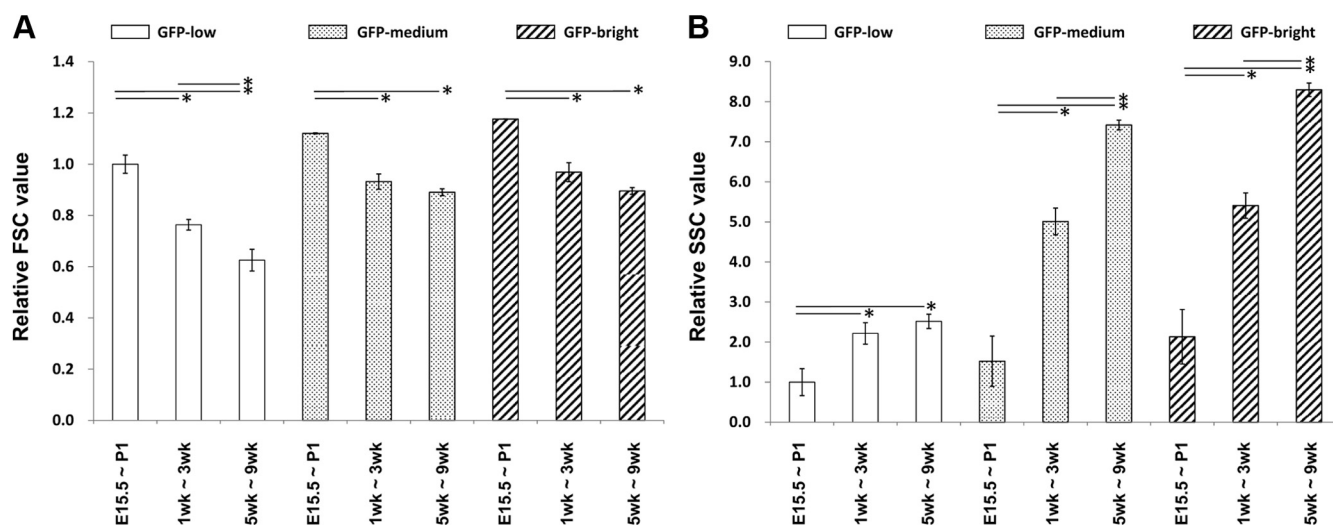 A
GFP-low
GFP-medium
GFP-bright
Relative FSC value
1.4
1.2
1.0
0.8
0.6
0.4
0.2
0.0
*
*
*
*
*
*
*
E15.5 ~ P1
1wk ~ 3wk
5wk ~ 9wk
E15.5 ~ P1
1wk ~ 3wk
5wk ~ 9wk
E15.5 ~ P1
1wk ~ 3wk
5wk ~ 9wk
B
GFP-low
GFP-medium
GFP-bright
Relative SSC value
9.0
8.0
7.0
6.0
5.0
4.0
3.0
2.0
1.0
0.0
*
*
*
*
*
*
*
*
E15.5 ~ P1
1wk ~ 3wk
5wk ~ 9wk
E15.5 ~ P1
1wk ~ 3wk
5wk ~ 9wk
E15.5 ~ P1
1wk ~ 3wk
5wk ~ 9wk